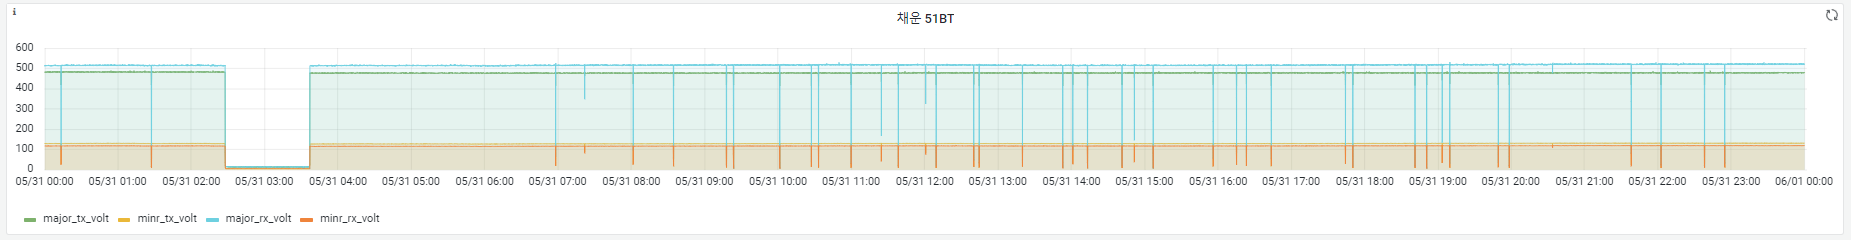 i
채운 51BT
600
500
400
300
200
100
0
05/31 00:00 05/31 01:00 05/31 02:00 05/31 03:00 05/31 04:00 05/31 05:00 05/31 06:00 05/31 07:00 05/31 08:00 05/31 09:00 05/31 10:00 05/31 11:00 05/31 12:00 05/31 13:00 05/31 14:00 05/31 15:00 05/31 16:00 05/31 17:00 05/31 18:00 05/31 19:00 05/31 20:00 05/31 21:00 05/31 22:00 05/31 23:00 06/01 00:00
major_tx_volt minr_tx_volt major_rx_volt minr_rx_volt